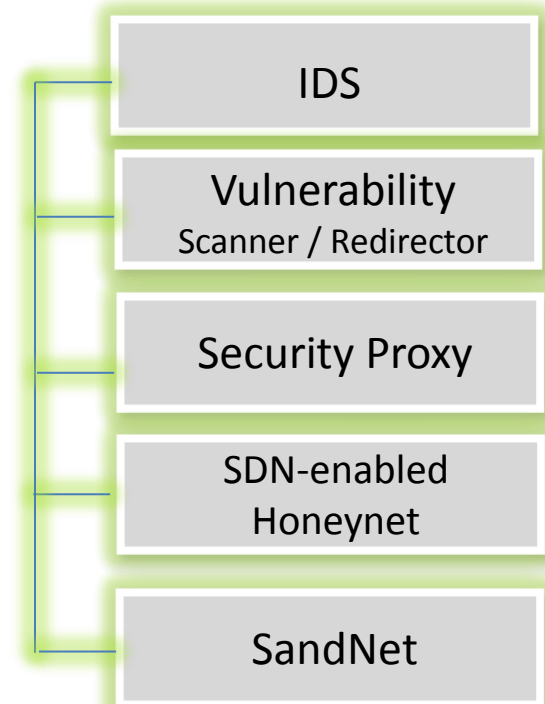 IDS
Vulnerability
Scanner / Redirector
Security Proxy
SDN-enabled
Honeynet
SandNet